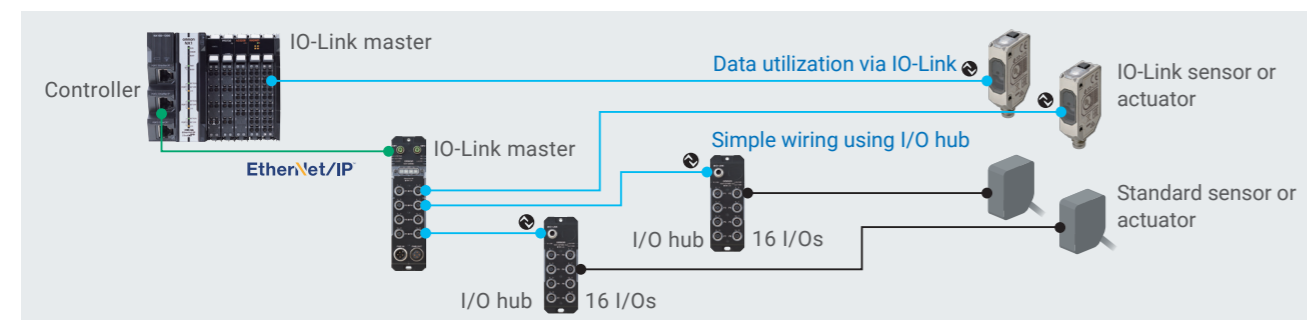 IO-Link master
Controller
Data utilization via IO-Link
IO-Link sensor or
actuator
EtherNet/IP
IO-Link master
Simple wiring using I/O hub
I/O hub
16 I/Os
Standard sensor or
actuator
I/O hub
16 I/Os